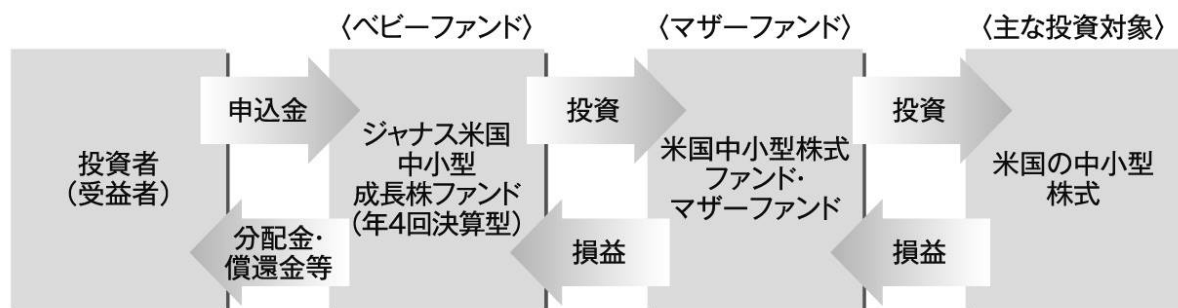 〈ベビーファンド〉
〈マザーファンド〉
〈主な投資対象〉
投資者
（受益者）
申込金
分配金・
償還金等
ジャナス米国
中小型
成長株ファンド
（年4回決算型）
投資
損益
米国中小型株式
ファンド・
マザーファンド
投資
損益
米国の中小型
株式